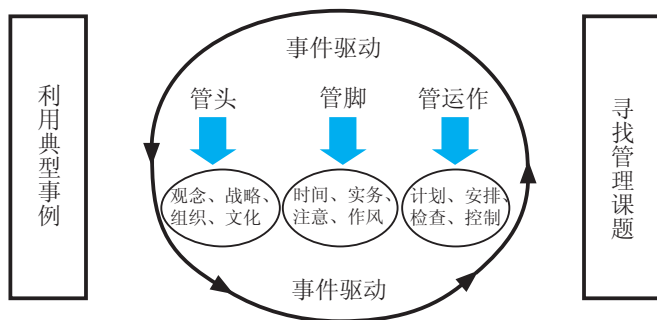 事件驱动
利用典型事例
管头
管脚
管运作
观念、战略、
组织、文化
时间、实务、
注意、作风
计划、安排、
检查、控制
事件驱动
寻找管理课题